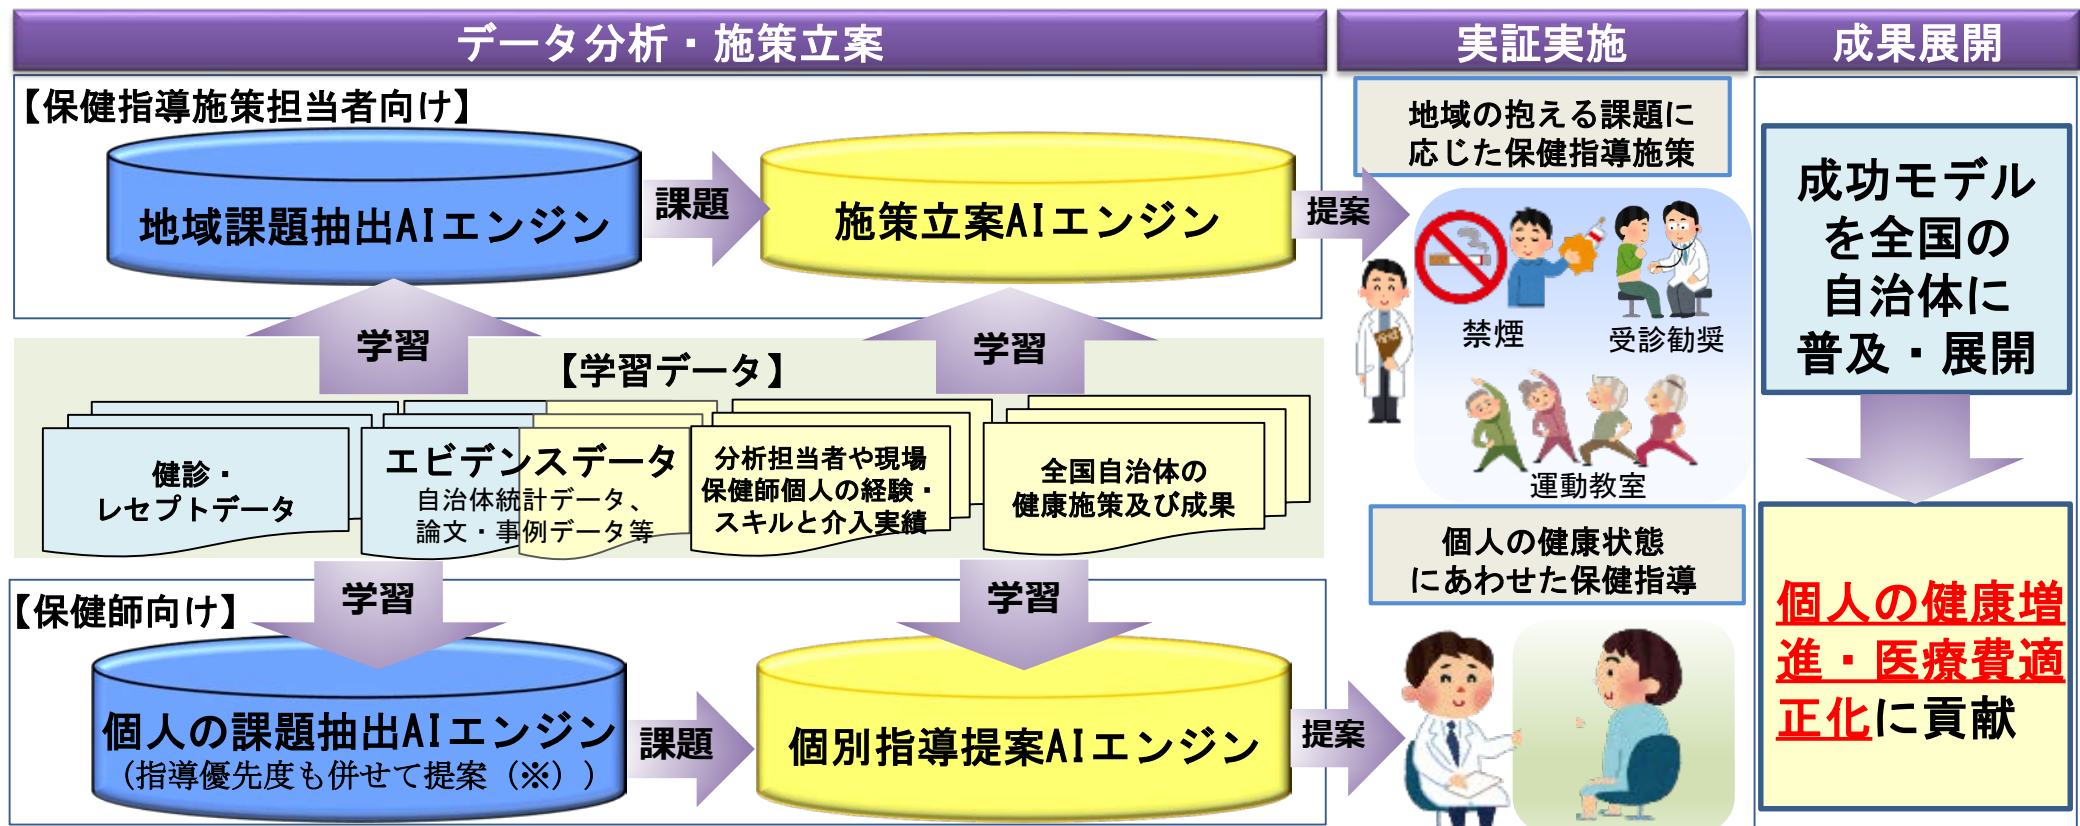 データ分析・施策立案
実証実施
成果展開
【保健指導施策担当者向け】
地域課題抽出AIエンジン
課題
施策立案AIエンジン
提案
地域の抱える課題に
応じた保健指導施策
禁煙
受診勧奨
運動教室
成功モデル
を全国の
自治体に
普及・展開
学習
学習
【学習データ】
健診・
レセプトデータ
エビデンスデータ
自治体統計データ、
論文・事例データ等
分析担当者や現場
保健師個人の経験・
スキルと介入実績
全国自治体の
健康施策及び成果
学習
学習
【保健師向け】
個人の課題抽出AIエンジン
（指導優先度も併せて提案（※））
課題
個別指導提案AIエンジン
提案
個人の健康状態
にあわせた保健指導
個人の健康増
進・医療費適
正化に貢献